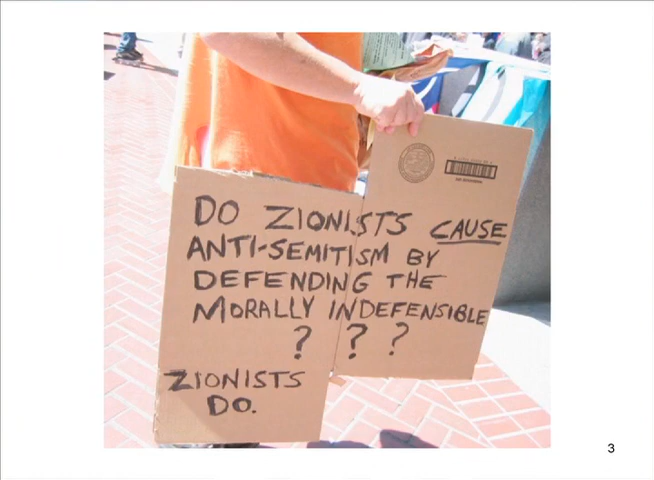 DO ZIONISTS CAUSE
ANTI-SEMITISM BY
DEFENDING THE
MORALLY INDEFENSIBLE
? ? ?
ZIONISTS
DO.
3